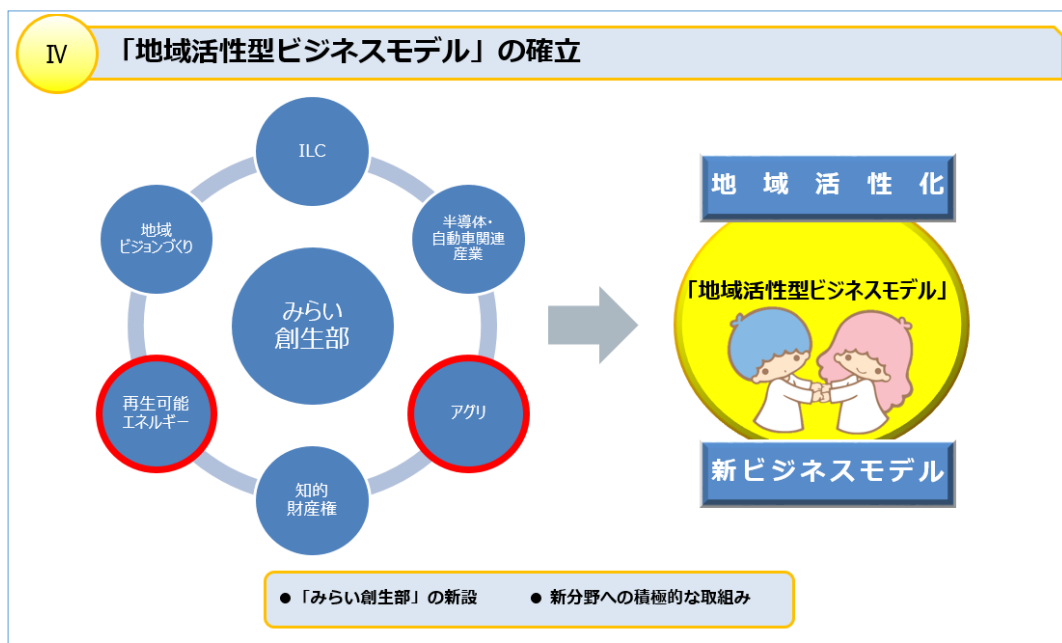 Ⅳ
「地域活性型ビジネスモデル」の確立
ILC
地域
ビジョンづくり
半導体・
自動車関連
産業
みらい
創生部
再生可能
エネルギー
アグリ
知的
財産権
地域活性化
「地域活性型ビジネスモデル」
新ビジネスモデル
● 「みらい創生部」の新設
● 新分野への積極的な取組み